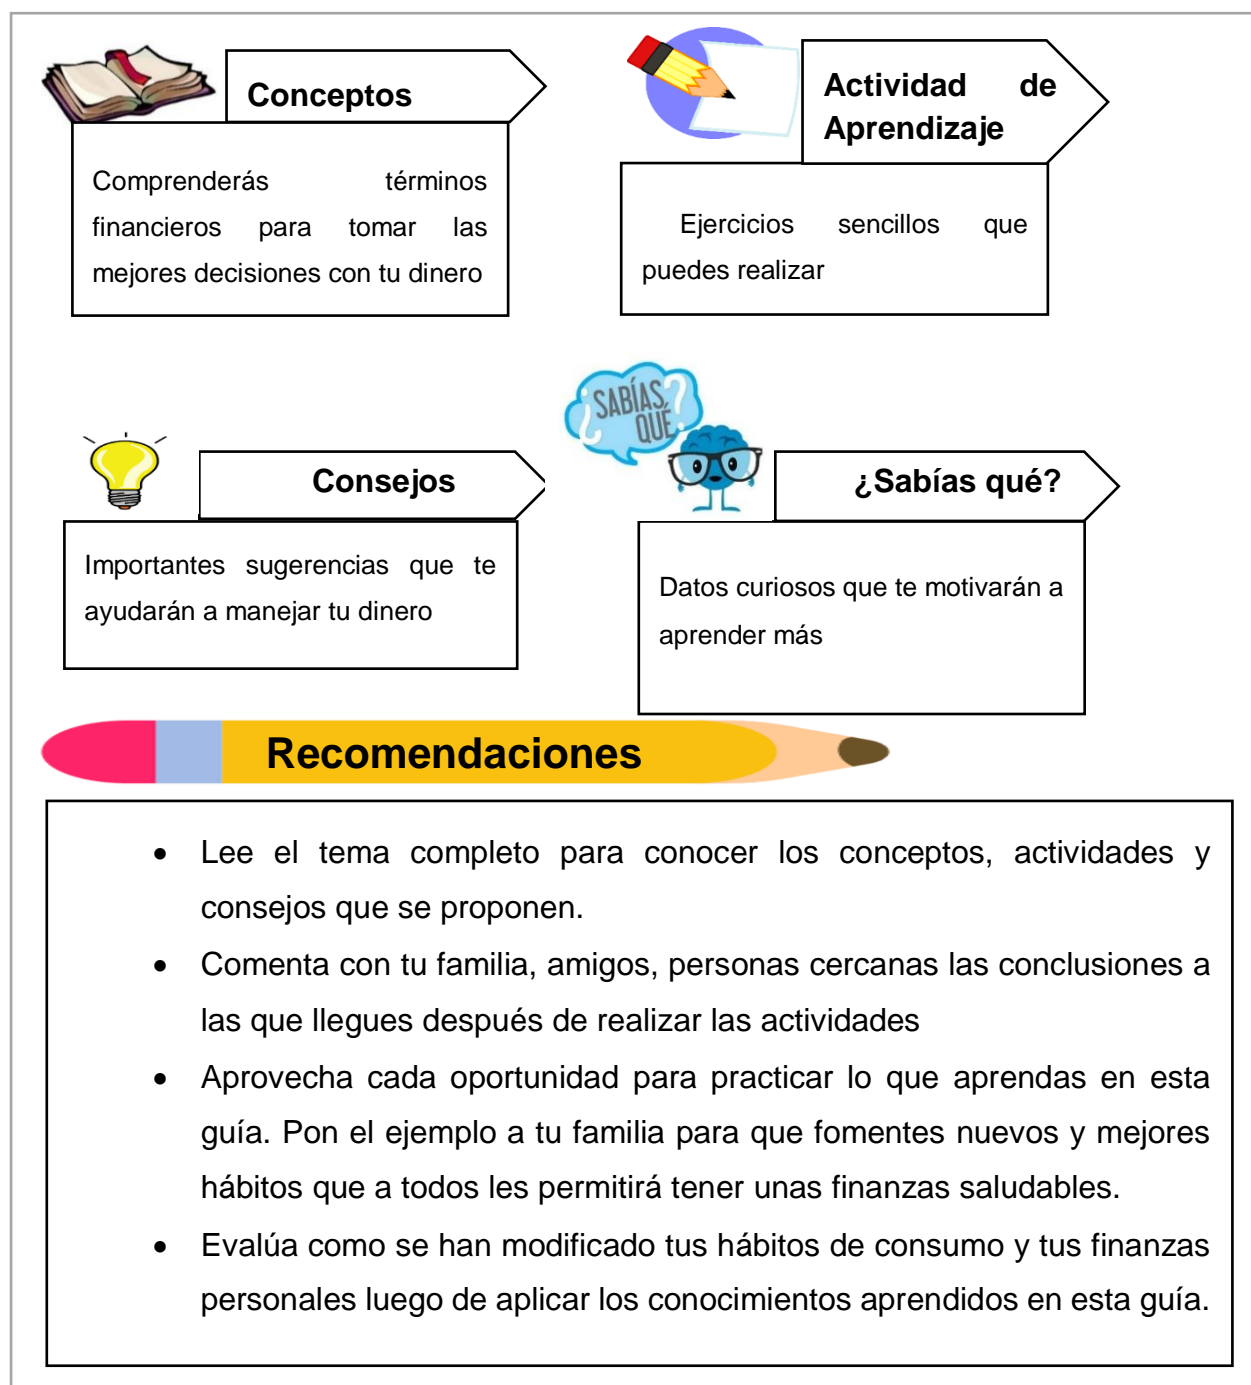 Conceptos
Comprenderás términos
financieros para tomar las
mejores decisiones con tu dinero
Actividad de
Aprendizaje
Ejercicios sencillos que
puedes realizar
Consejos
Importantes sugerencias que te
ayudarán a manejar tu dinero
¿SABÍAS
QUÉ?
¿Sabías qué?
Datos curiosos que te motivarán a
aprender más
Recomendaciones
• Lee el tema completo para conocer los conceptos, actividades y
consejos que se proponen.
• Comenta con tu familia, amigos, personas cercanas las conclusiones a
las que llegues después de realizar las actividades
• Aprovecha cada oportunidad para practicar lo que aprendas en esta
guía. Pon el ejemplo a tu familia para que fomentes nuevos y mejores
hábitos que a todos les permitirá tener unas finanzas saludables.
• Evalúa como se han modificado tus hábitos de consumo y tus finanzas
personales luego de aplicar los conocimientos aprendidos en esta guía.